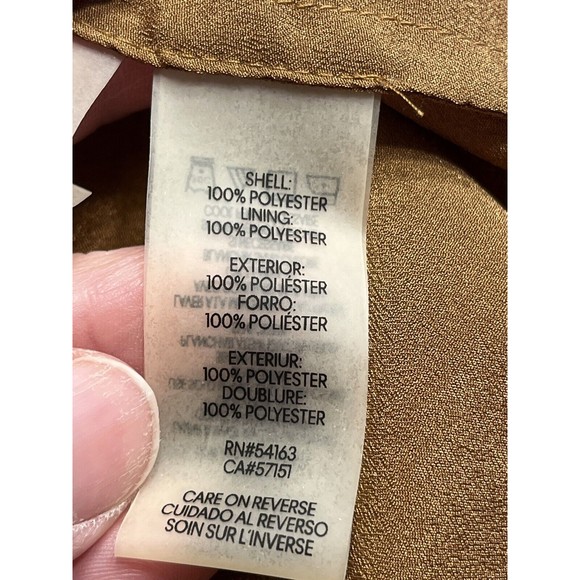 SHELL:
100% POLYESTER
LINING:
100% POLYESTER
EXTERIOR:
100% POLIÉSTER
FORRO:
100% POLIÉSTER
EXTERIUR:
100% POLYESTER
DOUBLURE:
100% POLYESTER
RN#54163
CA#57151
CARE ON REVERSE
CUIDADO AL REVERSO
SOIN SUR L'INVERSE